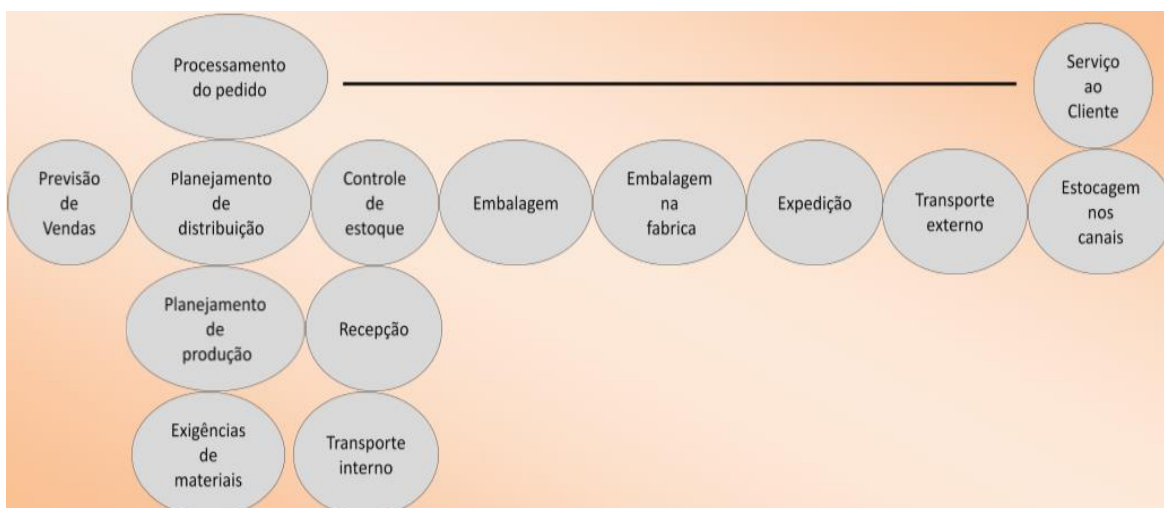 Processamento
do pedido
Serviço
ao
Cliente
Previsão
de
Vendas
Planejamento
de
distribuição
Controle
de
estoque
Embalagem
Embalagem
na
fabrica
Expedição
Transporte
externo
Estocagem
nos
canais
Planejamento
de
produção
Recepção
Exigências
de
materiais
Transporte
interno